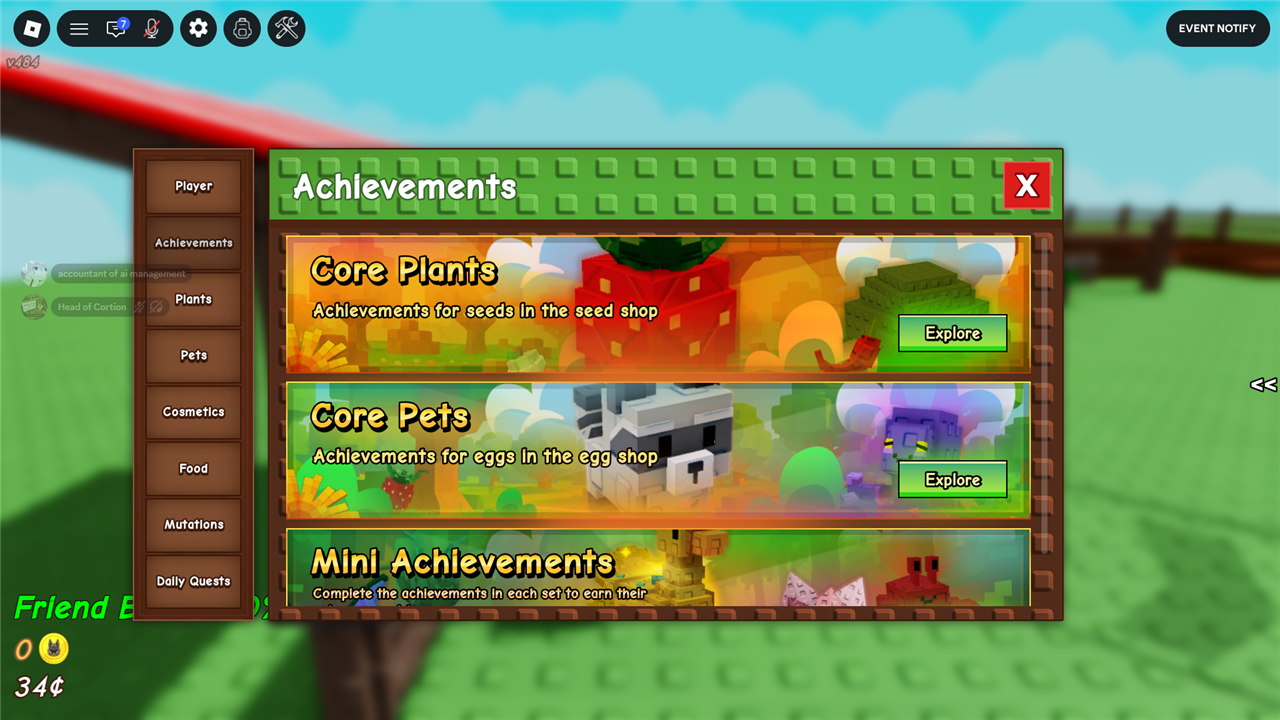 7
EVENT NOTIFY
v484
Player
Achievements
Plants
Pets
Cosmetics
Food
Mutations
Daily Quests
accountant of ai management
Head of Cortion
Achievements
X
Core Plants
Achievements for seeds in the seed shop
Explore
Core Pets
Achievements for eggs in the egg shop
Explore
Mini Achievements
Complete the achievements in each set to earn their
<<
Friend
0
34¢